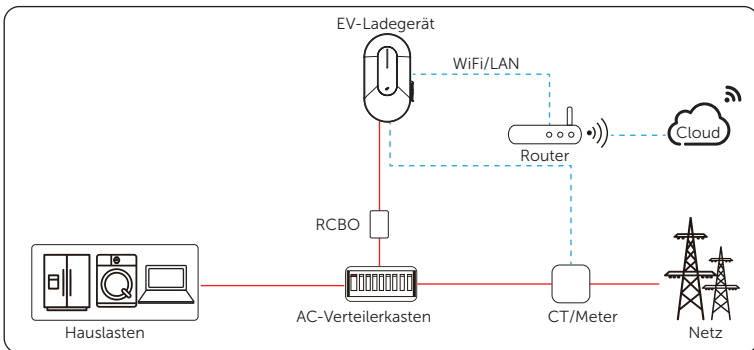 EV-Ladegerät
WiFi/LAN
Cloud
Router
RCBO
Hauslasten
AC-Verteilerkasten
CT/Meter
Netz